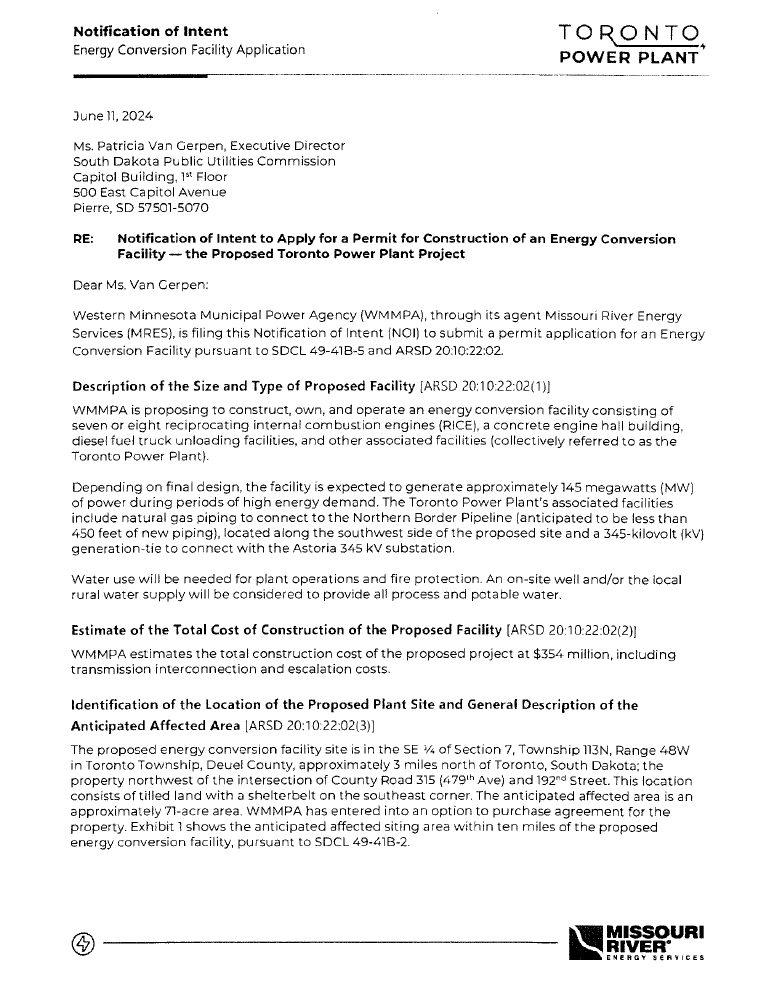 Notification of Intent
Energy Conversion Facility Application
TORONTO
POWER PLANT
June 11, 2024
Ms. Patricia Van Gerpen, Executive Director
South Dakota Public Utilities Commission
Capitol Building, 1st Floor
500 East Capitol Avenue
Pierre, SD 57501-5070
RE: Notification of Intent to Apply for a Permit for Construction of an Energy Conversion
Facility — the Proposed Toronto Power Plant Project
Dear Ms. Van Gerpen:
Western Minnesota Municipal Power Agency (WMMPA), through its agent Missouri River Energy
Services (MRES), is filing this Notification of Intent (NOI) to submit a permit application for an Energy
Conversion Facility pursuant to SDCL 49-41B-5 and ARSD 20:10:22:02.
Description of the Size and Type of Proposed Facility [ARSD 20:10:22:02(1)]
WMMPA is proposing to construct, own, and operate an energy conversion facility consisting of
seven or eight reciprocating internal combustion engines (RICE), a concrete engine hall building,
diesel fuel truck unloading facilities, and other associated facilities (collectively referred to as the
Toronto Power Plant).
Depending on final design, the facility is expected to generate approximately 145 megawatts (MW)
of power during periods of high energy demand. The Toronto Power Plant's associated facilities
include natural gas piping to connect to the Northern Border Pipeline (anticipated to be less than
450 feet of new piping), located along the southwest side of the proposed site and a 345-kilovolt (kV)
generation-tie to connect with the Astoria 345 kV substation.
Water use will be needed for plant operations and fire protection. An on-site well and/or the local
rural water supply will be considered to provide all process and potable water.
Estimate of the Total Cost of Construction of the Proposed Facility [ARSD 20:10:22:02(2)]
WMMPA estimates the total construction cost of the proposed project at $354 million, including
transmission interconnection and escalation costs.
Identification of the Location of the Proposed Plant Site and General Description of the
Anticipated Affected Area [ARSD 20:10:22:02(3)]
The proposed energy conversion facility site is in the SE ¼ of Section 7, Township 113N, Range 48W
in Toronto Township, Deuel County, approximately 3 miles north of Toronto, South Dakota; the
property northwest of the intersection of County Road 315 (479th Ave) and 192nd Street. This location
consists of tilled land with a shelterbelt on the southeast corner. The anticipated affected area is an
approximately 71-acre area. WMMPA has entered into an option to purchase agreement for the
property. Exhibit 1 shows the anticipated affected siting area within ten miles of the proposed
energy conversion facility, pursuant to SDCL 49-41B-2.
MISSOURI
RIVER
ENERGY SERVICES